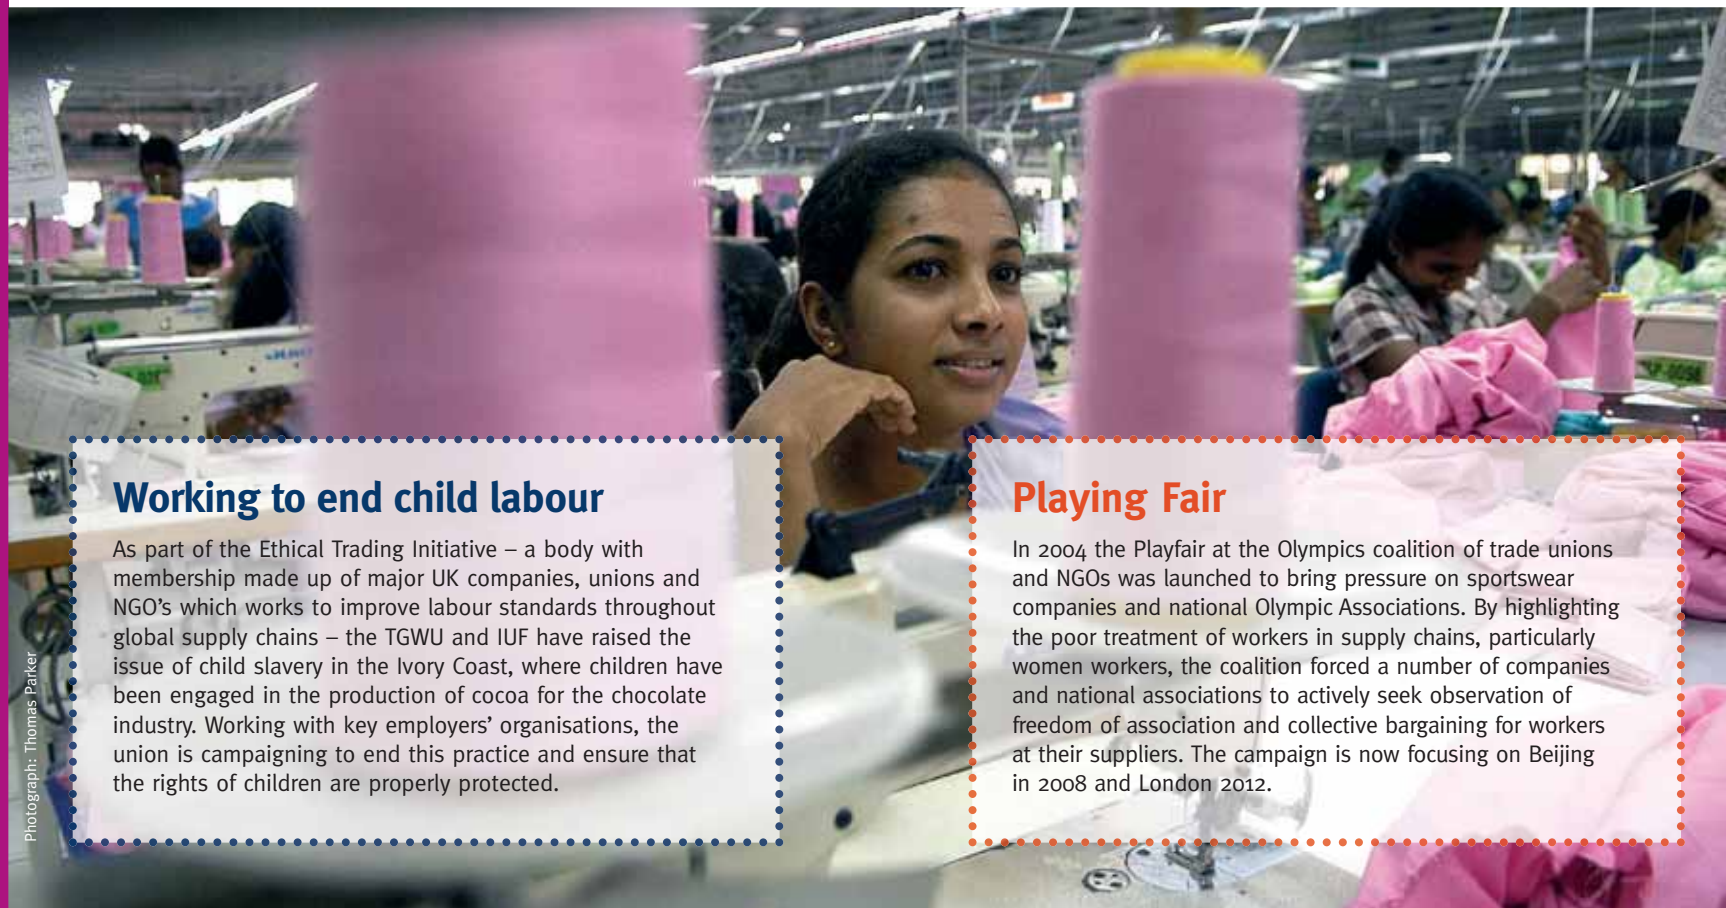 Working to end child labour
As part of the Ethical Trading Initiative – a body with
membership made up of major UK companies, unions and
NGO’s which works to improve labour standards throughout
global supply chains – the TGWU and IUF have raised the
issue of child slavery in the Ivory Coast, where children have
been engaged in the production of cocoa for the chocolate
industry. Working with key employers’ organisations, the
union is campaigning to end this practice and ensure that
the rights of children are properly protected.
Playing Fair
In 2004 the Playfair at the Olympics coalition of trade unions
and NGOs was launched to bring pressure on sportswear
companies and national Olympic Associations. By highlighting
the poor treatment of workers in supply chains, particularly
women workers, the coalition forced a number of companies
and national associations to actively seek observation of
freedom of association and collective bargaining for workers
at their suppliers. The campaign is now focusing on Beijing
in 2008 and London 2012.
Photograph: Thomas Parker